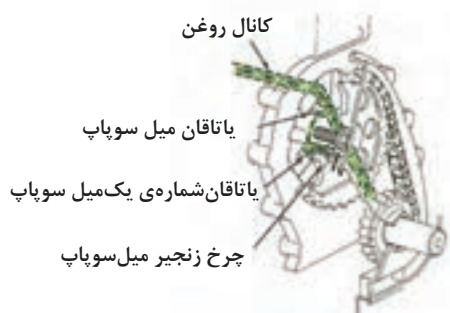 کانال روغن
یاتاقان میل سوپاپ
یاتاقان‌شماره‌ی یک‌میل سوپاپ
چرخ زنجیر میل‌سوپاپ